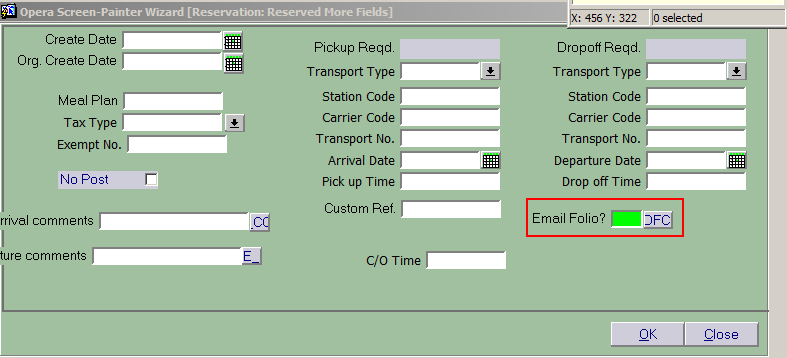 Opera Screen-Painter Wizard [Reservation: Reserved More Fields]
X: 456 Y: 322 0 selected
Create Date Pickup Reqd. Dropoff Reqd.
Org. Create Date Transport Type Transport Type
Meal Plan Station Code Station Code
Tax Type Carrier Code Carrier Code
Exempt No. Transport No. Transport No.
Arrival Date Departure Date
No Post Pick up Time Drop off Time
rrival comments .CC Custom Ref. Email Folio? OFC
ture comments E_ C/O Time
OK Close